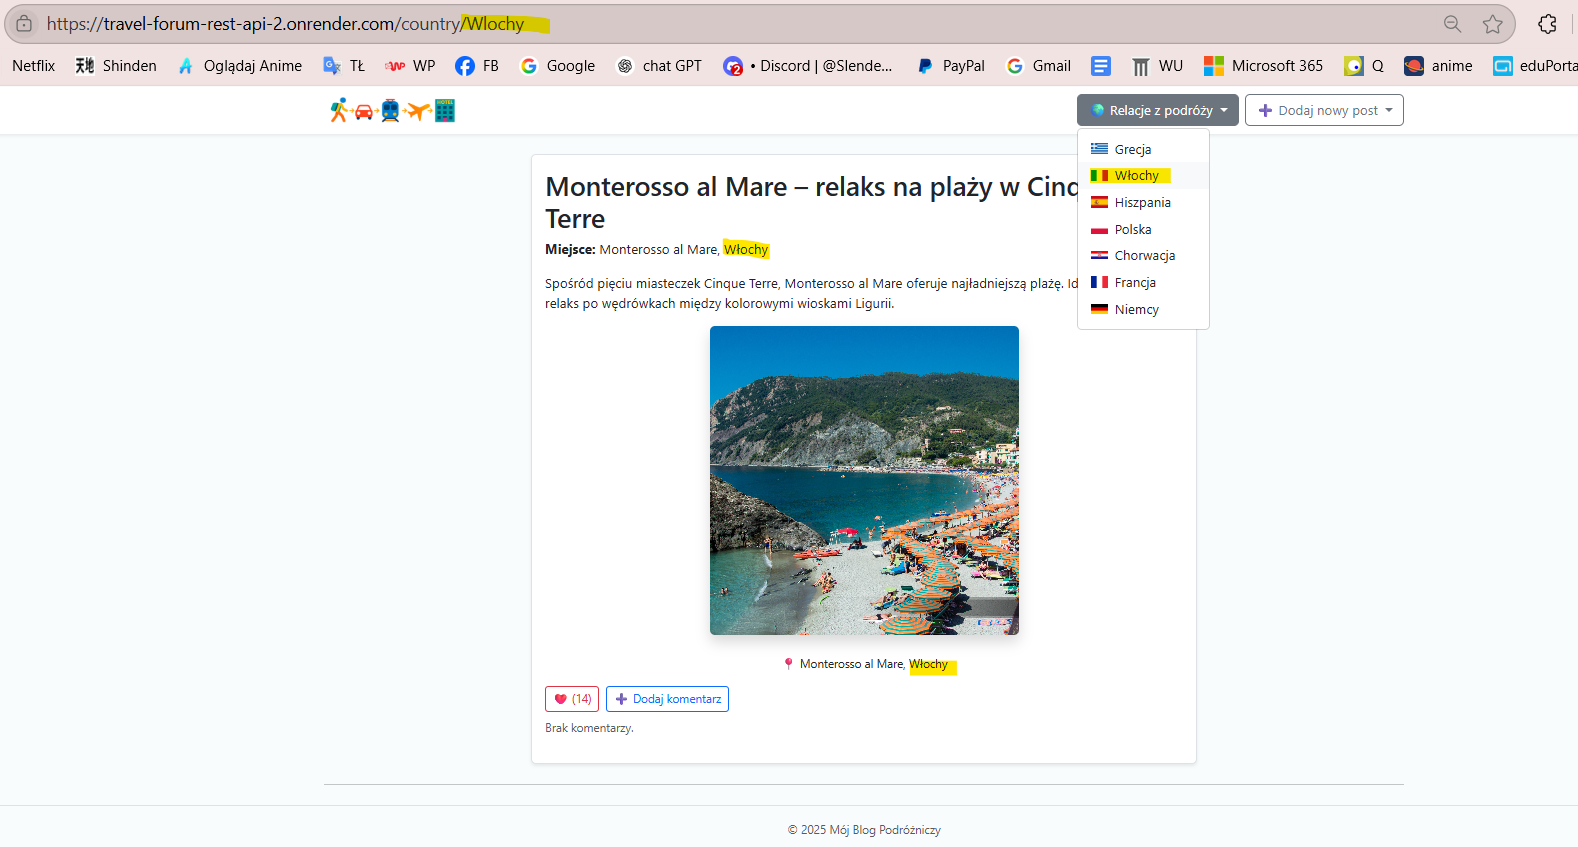 https://travel-forum-rest-api-2.onrender.com/country/Wlochy
Netflix Shinden Oglądaj Anime TŁ WP FB Google chat GPT • Discord | @Slende... PayPal Gmail WU Microsoft 365 Q anime eduPorta
Relacje z podróży Dodaj nowy post
Grecja
Włochy
Hiszpania
Polska
Chorwacja
Francja
Niemcy
Monterosso al Mare – relaks na plaży w Cinq
Terre
Miejsce: Monterosso al Mare, Włochy
Spośród pięciu miasteczek Cinque Terre, Monterosso al Mare oferuje najładniejszą plażę. Id
relaks po wędrówkach między kolorowymi wioskami Ligurii.
Monterosso al Mare, Włochy
(14) Dodaj komentarz
Brak komentarzy.
© 2025 Mój Blog Podróżniczy